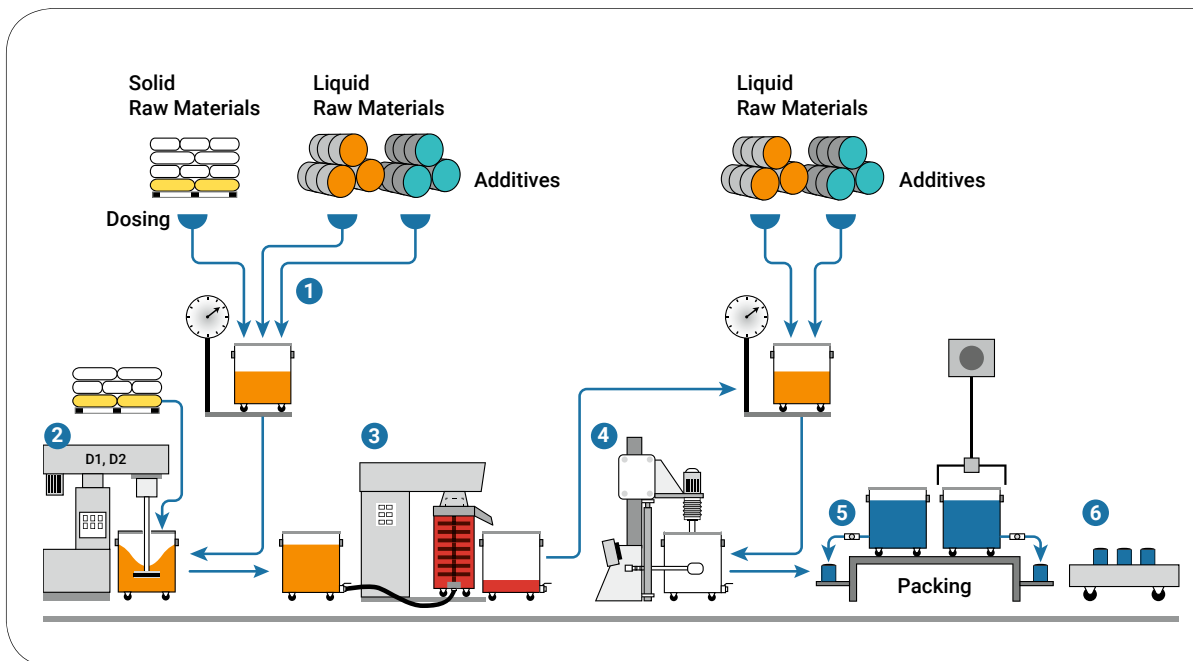 Solid
Raw Materials
Liquid
Raw Materials
Additives
Liquid
Raw Materials
Additives
Dosing
1
2
D1, D2
3
4
5
6
Packing